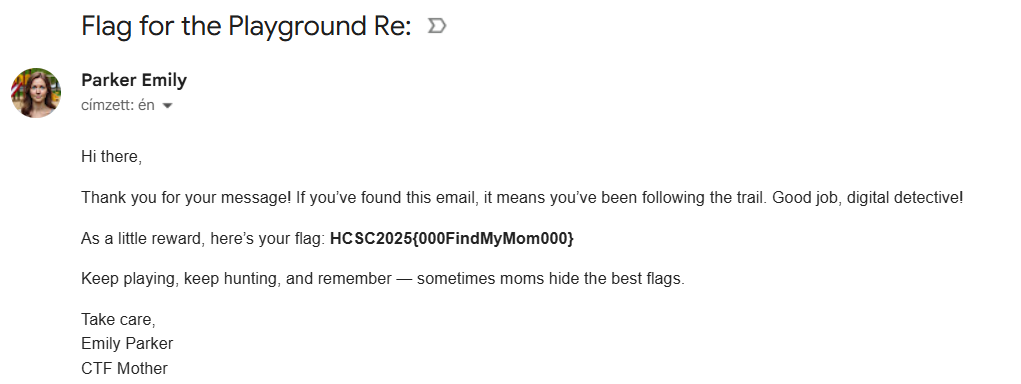 Flag for the Playground Re:
Parker Emily
címzett: én
Hi there,
Thank you for your message! If you’ve found this email, it means you’ve been following the trail. Good job, digital detective!
As a little reward, here’s your flag: HCSC2025{000FindMyMom000}
Keep playing, keep hunting, and remember — sometimes moms hide the best flags.
Take care,
Emily Parker
CTF Mother